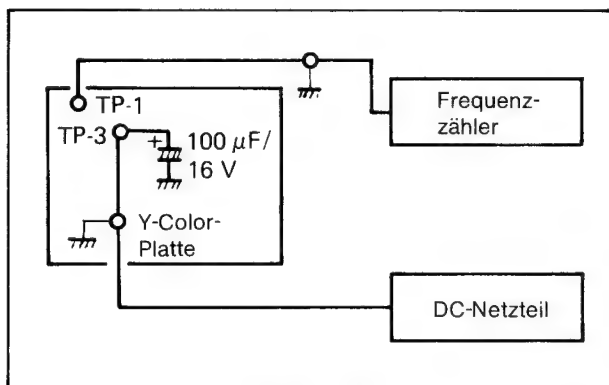 TP-1
TP-3
+
100 μF/
16 V
Y-Color-
Platte
Frequenz-
zähler
DC-Netzteil